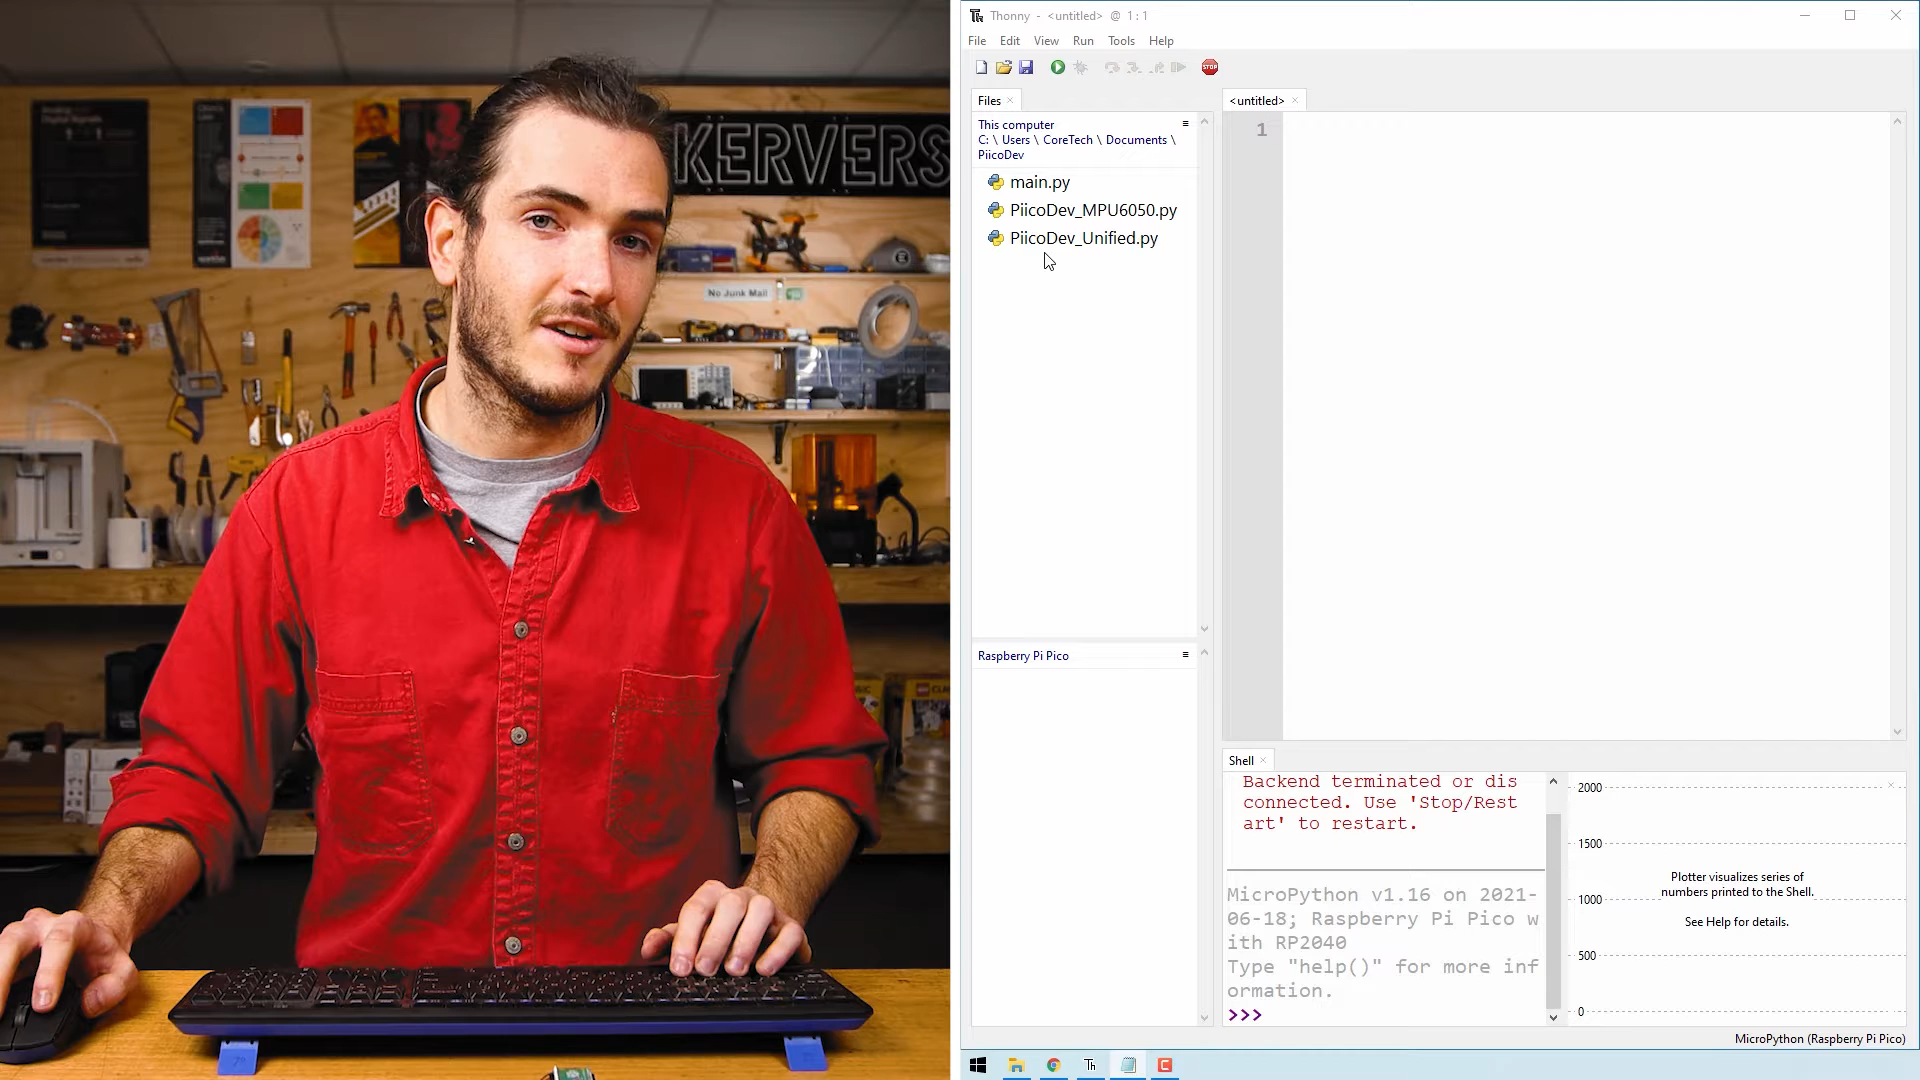 KERVERS
No Junk Mail
Thonny - <untitled> @ 1 : 1
File Edit View Run Tools Help
STOP
Files
<untitled>
This computer
C: \ Users \ CoreTech \ Documents \
PiicoDev
1
main.py
PiicoDev_MPU6050.py
PiicoDev_Unified.py
Raspberry Pi Pico
Shell
Backend terminated or dis
connected. Use 'Stop/Rest
art' to restart.
MicroPython v1.16 on 2021-
06-18; Raspberry Pi Pico w
ith RP2040
Type "help()" for more inf
ormation.
>>>
2000
1500
1000
500
0
Plotter visualizes series of
numbers printed to the Shell.
See Help for details.
MicroPython (Raspberry Pi Pico)